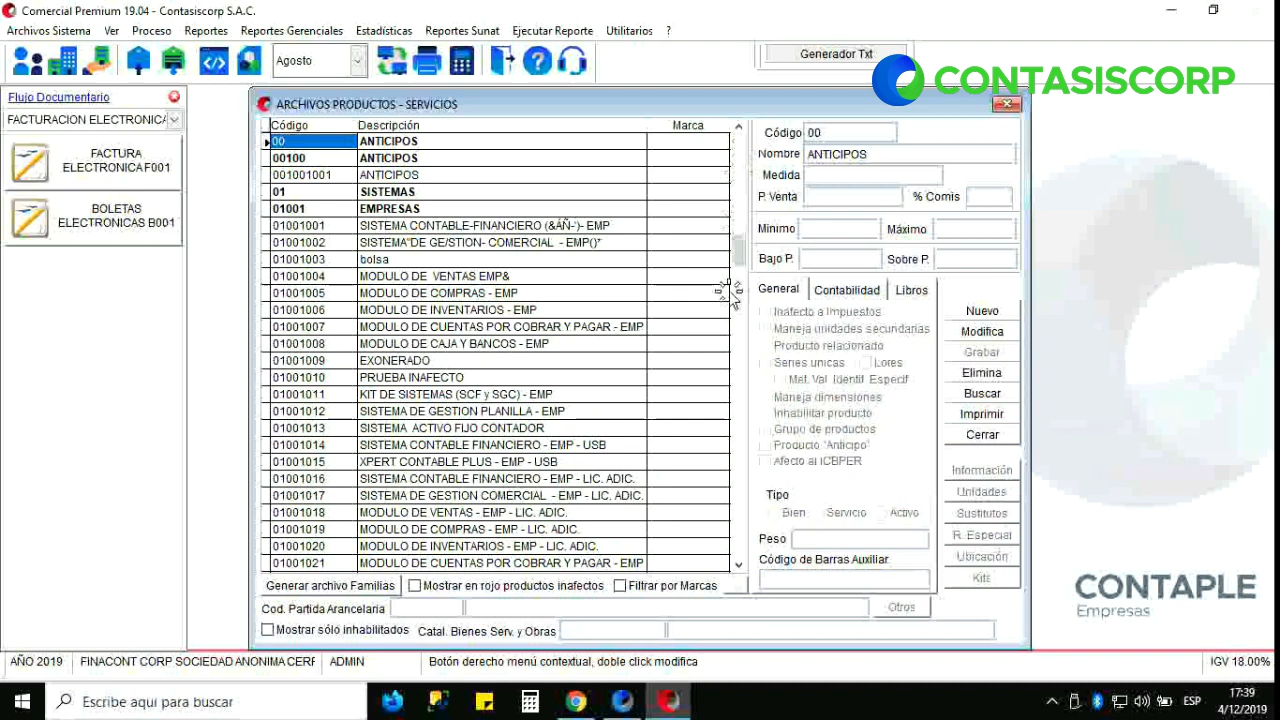 Comercial Premium 19.04 - Contasiscorp S.A.C.
Archivos Sistema Ver Proceso Reportes Reportes Gerenciales Estadísticas Reportes Sunat Ejecutar Reporte Utilitarios ?
Agosto
Generador Txt
CONTASISCORP
Flujo Documentario
FACTURACION ELECTRONICA
FACTURA
ELECTRONICA F001
BOLETAS
ELECTRONICAS B001
ARCHIVOS PRODUCTOS - SERVICIOS
Código Descripción Marca
00 ANTICIPOS
00100 ANTICIPOS
001001001 ANTICIPOS
01 SISTEMAS
01001 EMPRESAS
01001001 SISTEMA CONTABLE-FINANCIERO (&ÁÑ-')- EMP
01001002 SISTEMA"DE GE/STION- COMERCIAL - EMP()*
01001003 bolsa
01001004 MODULO DE VENTAS EMP&
01001005 MODULO DE COMPRAS - EMP
01001006 MODULO DE INVENTARIOS - EMP
01001007 MODULO DE CUENTAS POR COBRAR Y PAGAR - EMP
01001008 MODULO DE CAJA Y BANCOS - EMP
01001009 EXONERADO
01001010 PRUEBA INAFECTO
01001011 KIT DE SISTEMAS (SCF y SGC) - EMP
01001012 SISTEMA DE GESTION PLANILLA - EMP
01001013 SISTEMA ACTIVO FIJO CONTADOR
01001014 SISTEMA CONTABLE FINANCIERO - EMP - USB
01001015 XPERT CONTABLE PLUS - EMP - USB
01001016 SISTEMA CONTABLE FINANCIERO - EMP - LIC. ADIC.
01001017 SISTEMA DE GESTION COMERCIAL - EMP - LIC. ADIC.
01001018 MODULO DE VENTAS - EMP - LIC. ADIC.
01001019 MODULO DE COMPRAS - EMP - LIC. ADIC.
01001020 MODULO DE INVENTARIOS - EMP - LIC. ADIC.
01001021 MODULO DE CUENTAS POR COBRAR Y PAGAR - EMP
Generar archivo Familias Mostrar en rojo productos inafectos Filtrar por Marcas
Cod. Partida Arancelaria Otros
Mostrar sólo inhabilitados Catal. Bienes Serv. y Obras
Código 00
Nombre ANTICIPOS
Medida
P. Venta % Comis
Minimo Máximo
Bajo P. Sobre P.
General Contabilidad Libros
Inafecto a Impuestos
Maneja unidades secundarias
Producto relacionado
Series unicas Lotes
Mat. Val. Identif. Especif
Maneja dimensiones
Inhabilitar producto
Grupo de productos
Producto 'Anticipo'
Afecto al ICBPER
Tipo
Bien Servicio Activo
Peso
Código de Barras Auxiliar
Nuevo
Modifica
Grabar
Elimina
Buscar
Imprimir
Cerrar
Información
Unidades
Sustitutos
R. Especial
Ubicación
Kits
CONTAPLE
Empresas
AÑO 2019 FINACONT CORP SOCIEDAD ANONIMA CERF ADMIN Botón derecho menú contextual, doble click modifica IGV 18.00%
Escribe aquí para buscar
ESP
17:39
4/12/2019